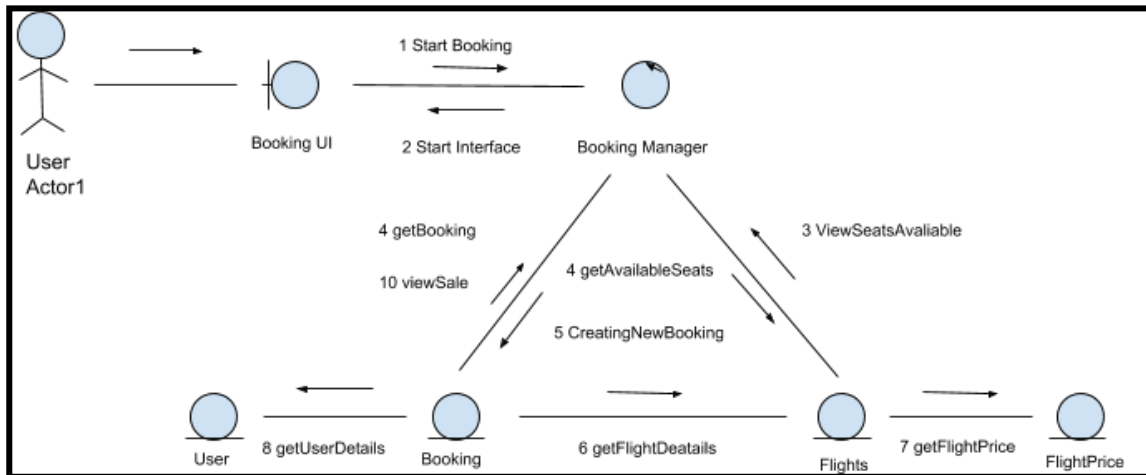 1 Start Booking
Booking UI
2 Start Interface
Booking Manager
User
Actor1
4 getBooking
3 ViewSeatsAvaliable
10 viewSale
4 getAvailableSeats
5 CreatingNewBooking
User
8 getUserDetails
Booking
6 getFlightDeatails
Flights
7 getFlightPrice
FlightPrice